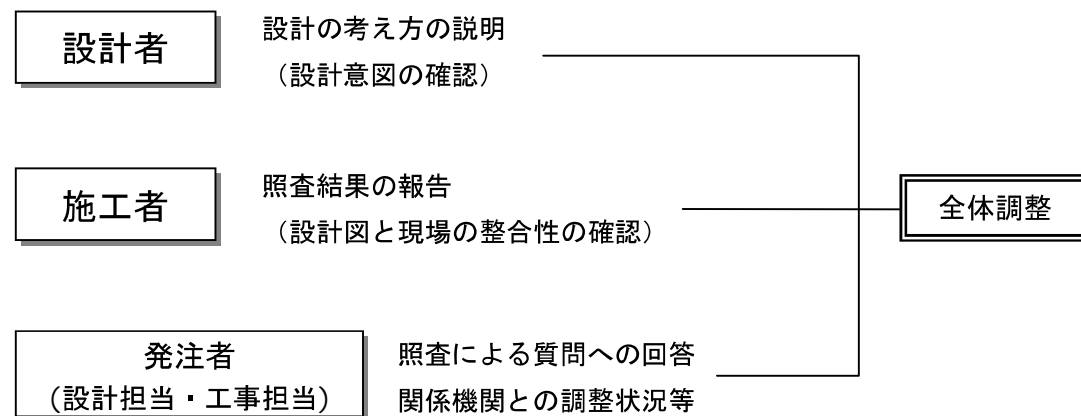 設計者
設計の考え方の説明
（設計意図の確認）
施工者
照査結果の報告
（設計図と現場の整合性の確認）
全体調整
発注者
（設計担当・工事担当）
照査による質問への回答
関係機関との調整状況等